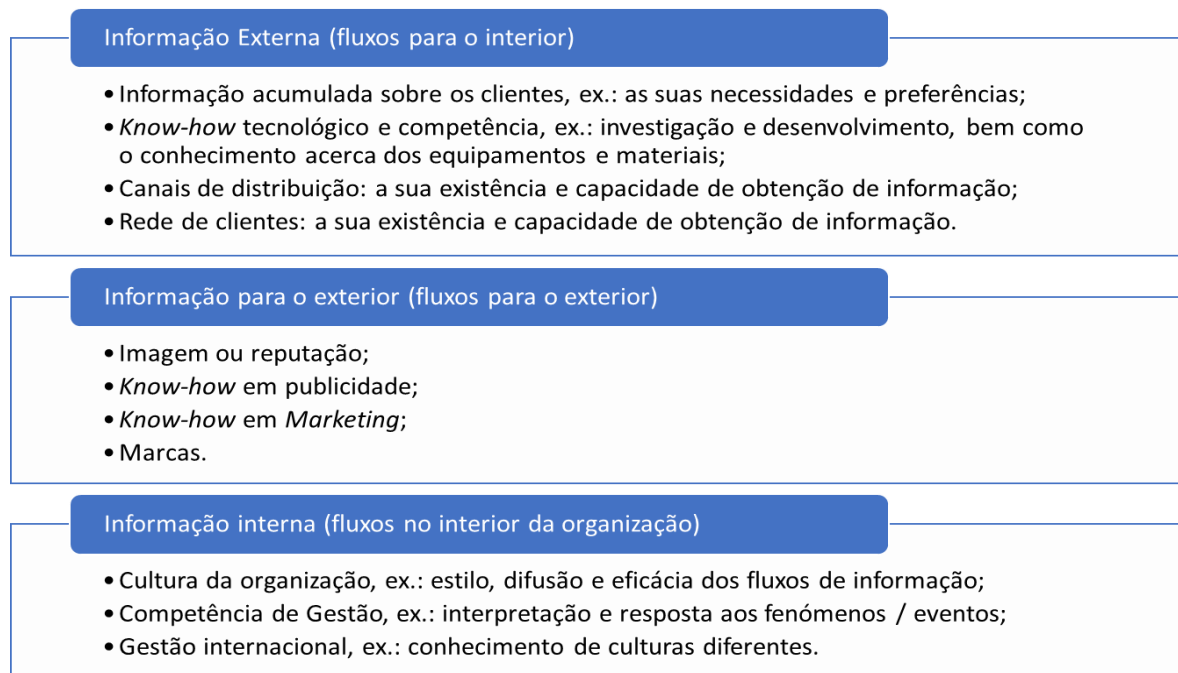 Informação Externa (fluxos para o interior)
• Informação acumulada sobre os clientes, ex.: as suas necessidades e preferências;
• Know-how tecnológico e competência, ex.: investigação e desenvolvimento, bem como
o conhecimento acerca dos equipamentos e materiais;
• Canais de distribuição: a sua existência e capacidade de obtenção de informação;
• Rede de clientes: a sua existência e capacidade de obtenção de informação.
Informação para o exterior (fluxos para o exterior)
• Imagem ou reputação;
• Know-how em publicidade;
• Know-how em Marketing;
• Marcas.
Informação interna (fluxos no interior da organização)
• Cultura da organização, ex.: estilo, difusão e eficácia dos fluxos de informação;
• Competência de Gestão, ex.: interpretação e resposta aos fenómenos / eventos;
• Gestão internacional, ex.: conhecimento de culturas diferentes.